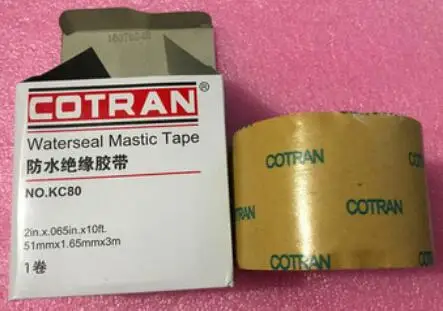 COTRAN®
Waterseal Mastic Tape
防水绝缘胶带
NO.KC80
2in.x.065in.x10ft.
51mmx1.65mmx3m
1卷
COTRAN
COTRAN
COTRAN
COTRAN